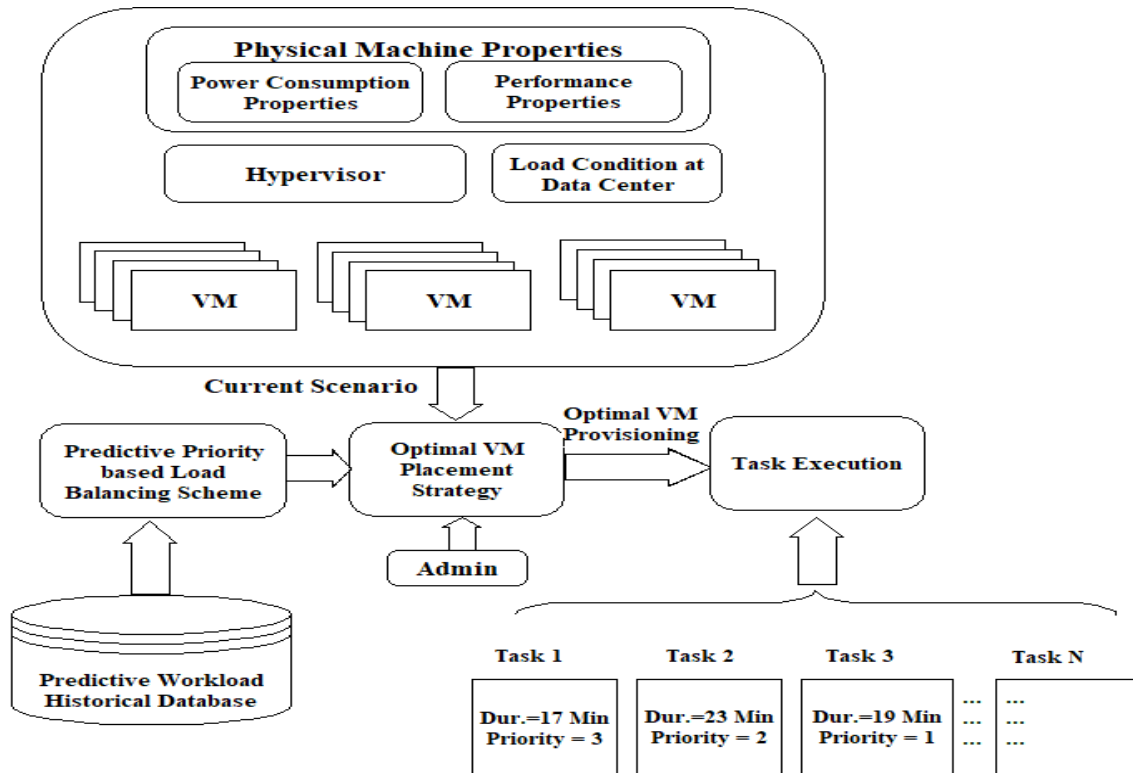 Physical Machine Properties
Power Consumption
Properties
Performance
Properties
Hypervisor
Load Condition at
Data Center
VM
VM
VM
Current Scenario
Predictive Priority
based Load
Balancing Scheme
Optimal VM
Placement
Strategy
Optimal VM
Provisioning
Task Execution
Admin
Predictive Workload
Historical Database
Task 1
Task 2
Task 3
Task N
Dur.=17 Min
Priority = 3
Dur.=23 Min
Priority = 2
Dur.=19 Min
Priority = 1
... ...
... ...
... ...